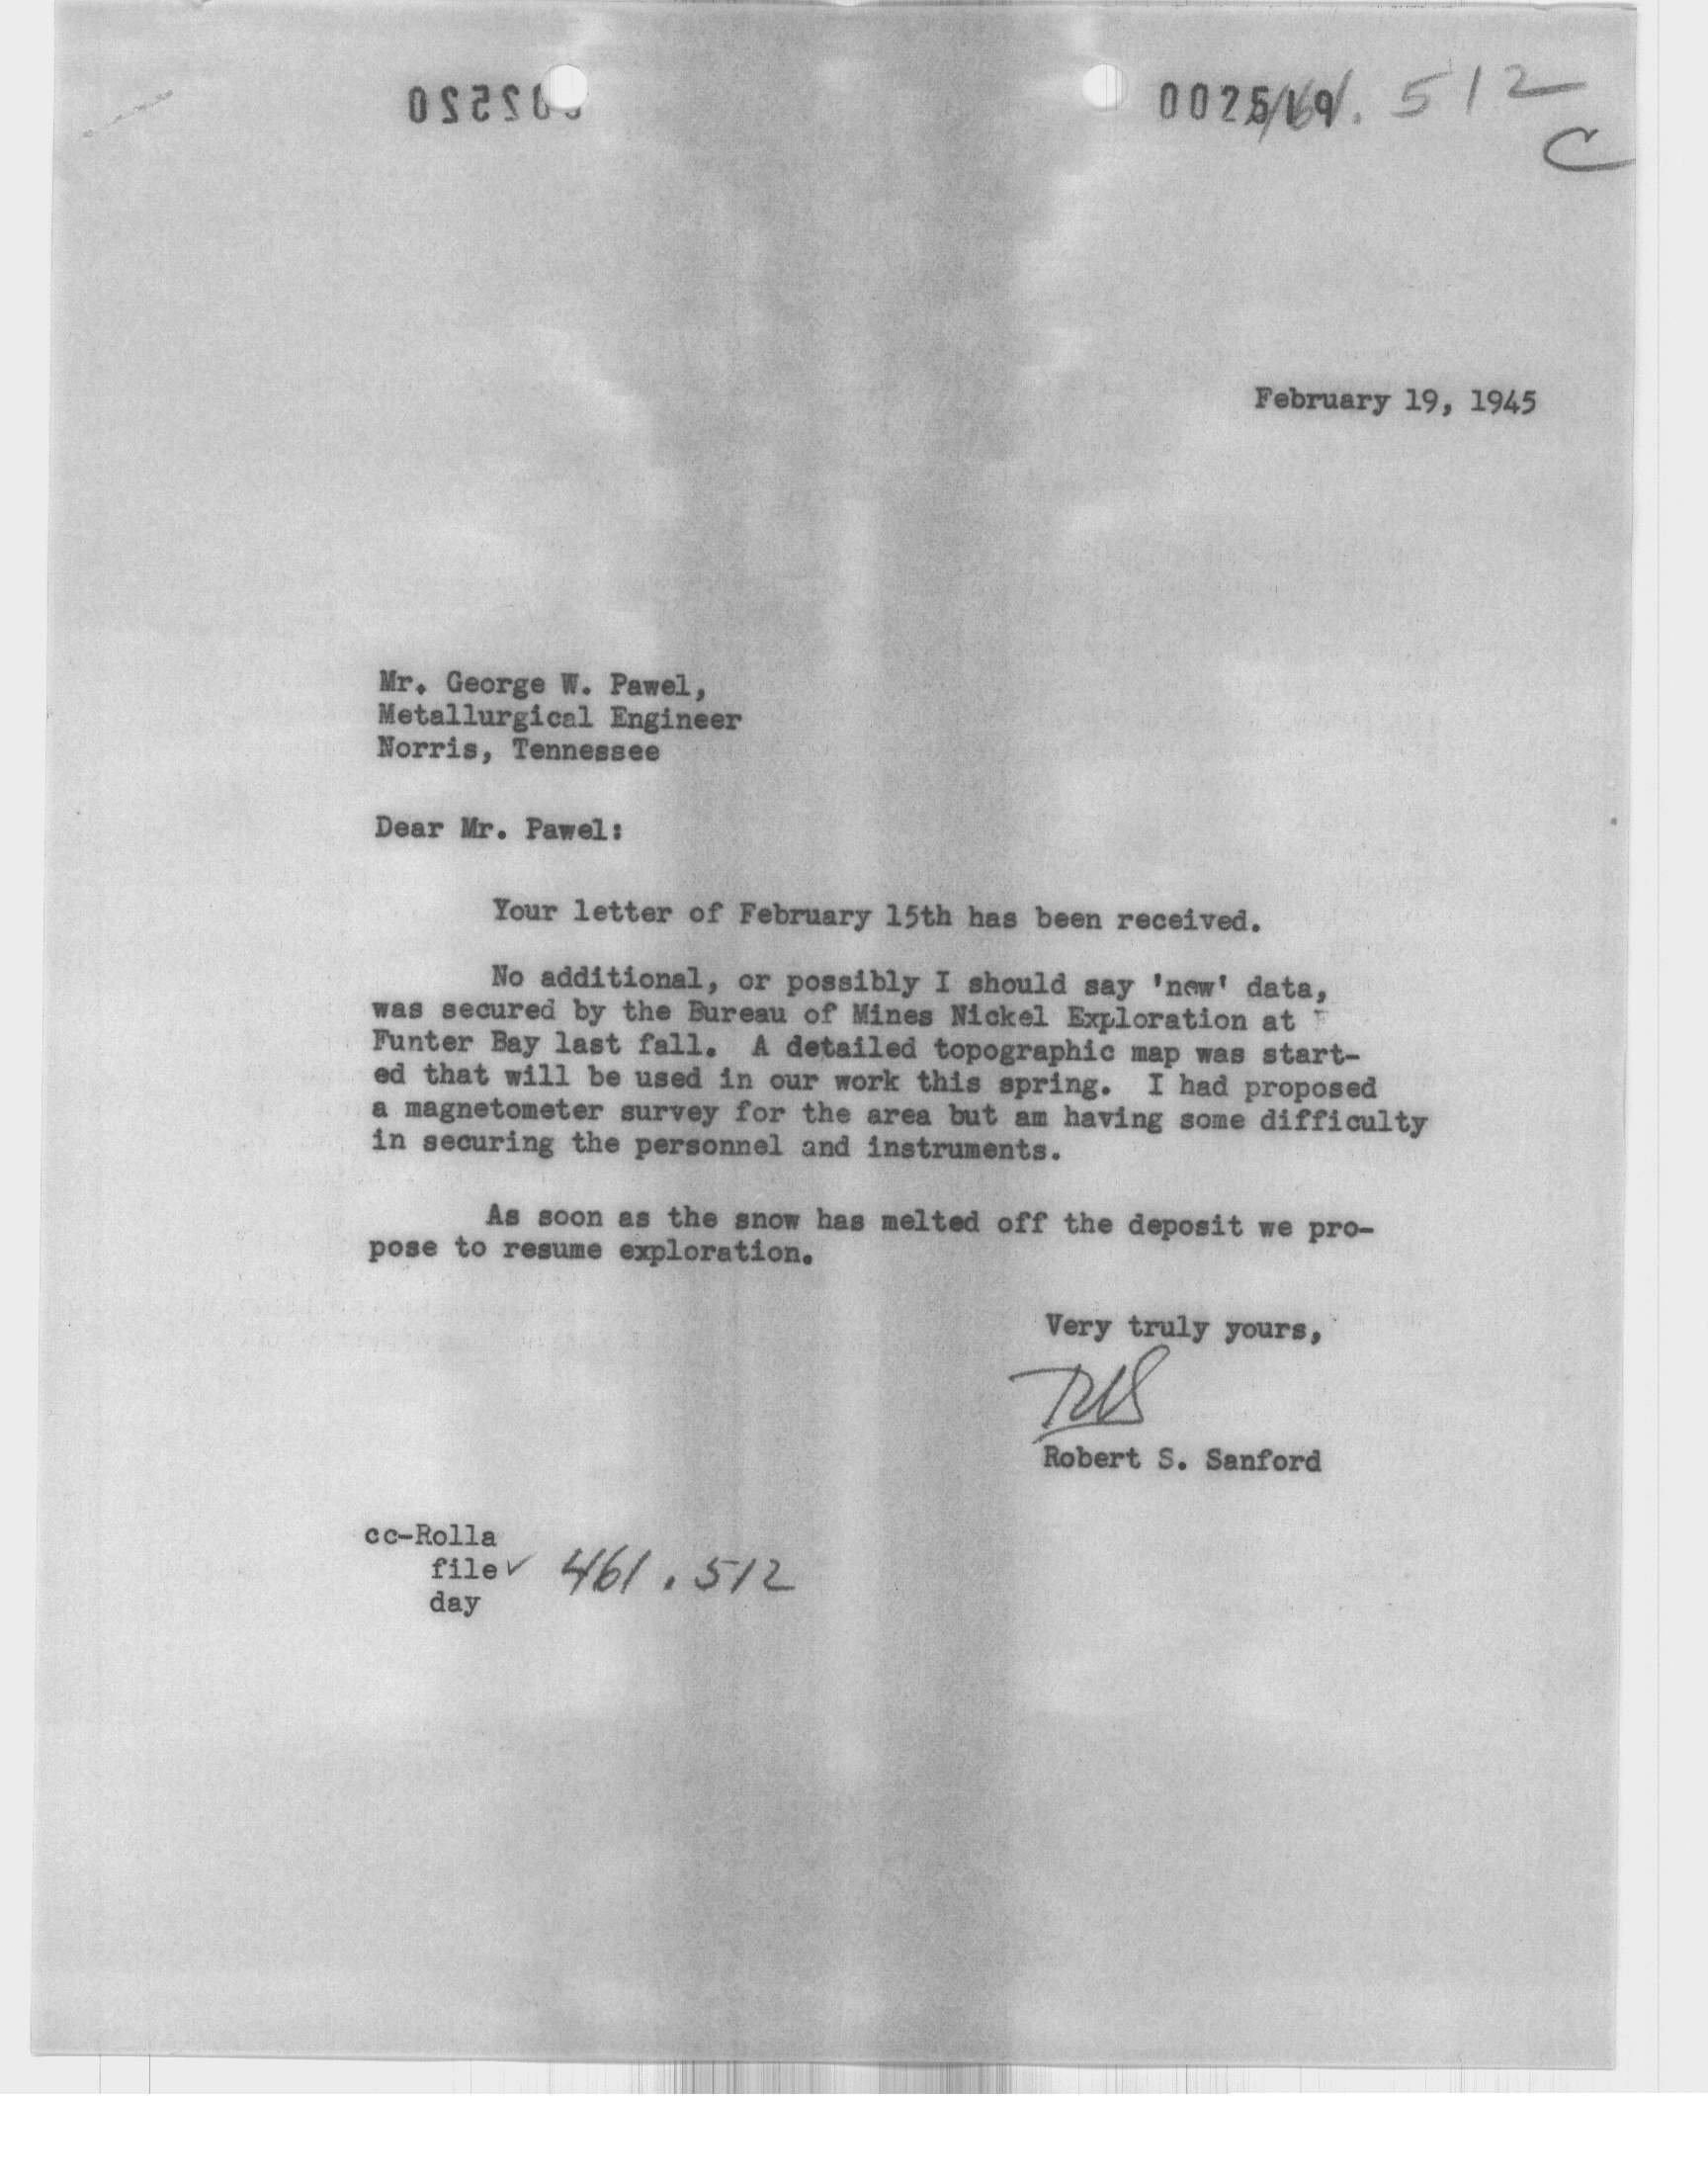 002519
461.512
C
February 19, 1945
Mr. George W. Pawel,
Metallurgical Engineer
Norris, Tennessee
Dear Mr. Pawel:
Your letter of February 15th has been received.
No additional, or possibly I should say 'new' data,
was secured by the Bureau of Mines Nickel Exploration at
Funter Bay last fall. A detailed topographic map was start-
ed that will be used in our work this spring. I had proposed
a magnetometer survey for the area but am having some difficulty
in securing the personnel and instruments.
As soon as the snow has melted off the deposit we pro-
pose to resume exploration.
Very truly yours,
RSS
Robert S. Sanford
cc-Rolla
file ✓ 461.512
day